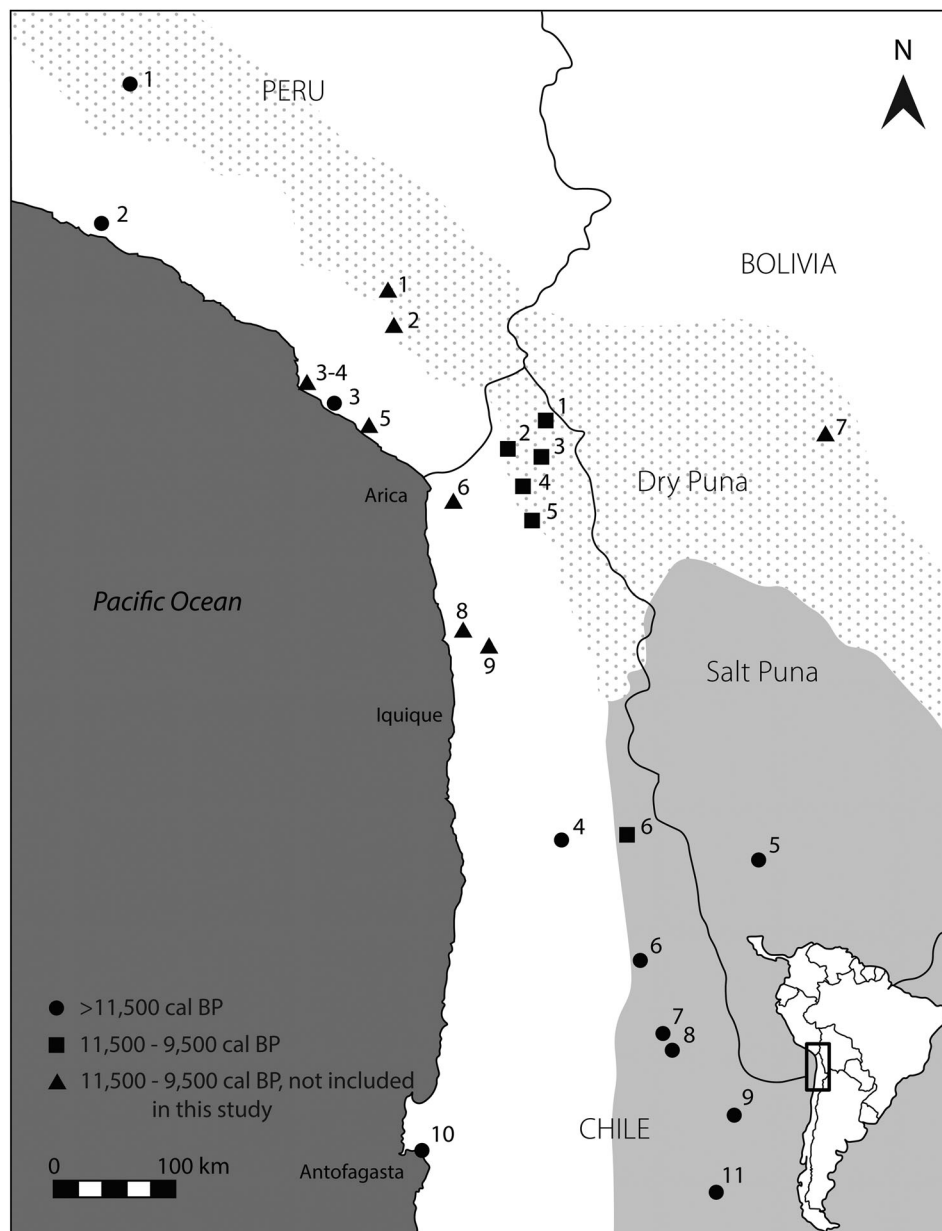 N
1
PERU
2
BOLIVIA
1
2
3-4
3
5
1
2
3
7
4
Dry Puna
Arica
6
5
Pacific Ocean
8
9
Salt Puna
Iquique
4
6
5
6
>11,500 cal BP
7
8
11,500 - 9,500 cal BP
11,500 - 9,500 cal BP, not included
in this study
9
CHILE
10
0 100 km
Antofagasta
11